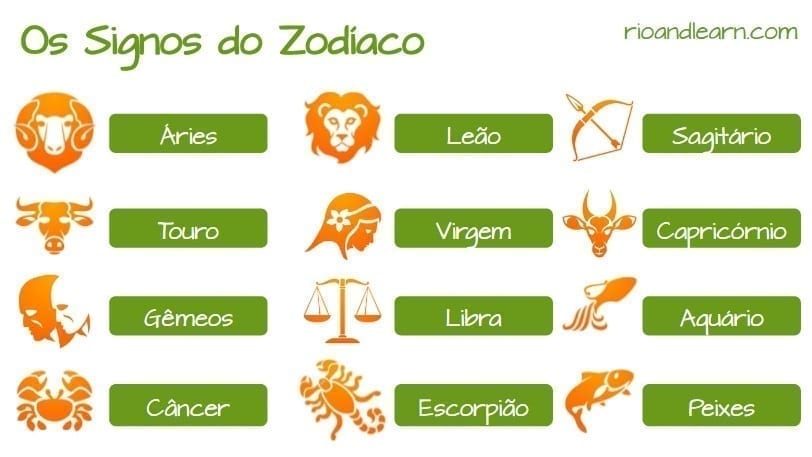 Os Signos do Zodíaco
rioandlearn.com
Áries
Leão
Sagitário
Touro
Virgem
Capricórnio
Gêmeos
Libra
Aquário
Câncer
Escorpião
Peixes